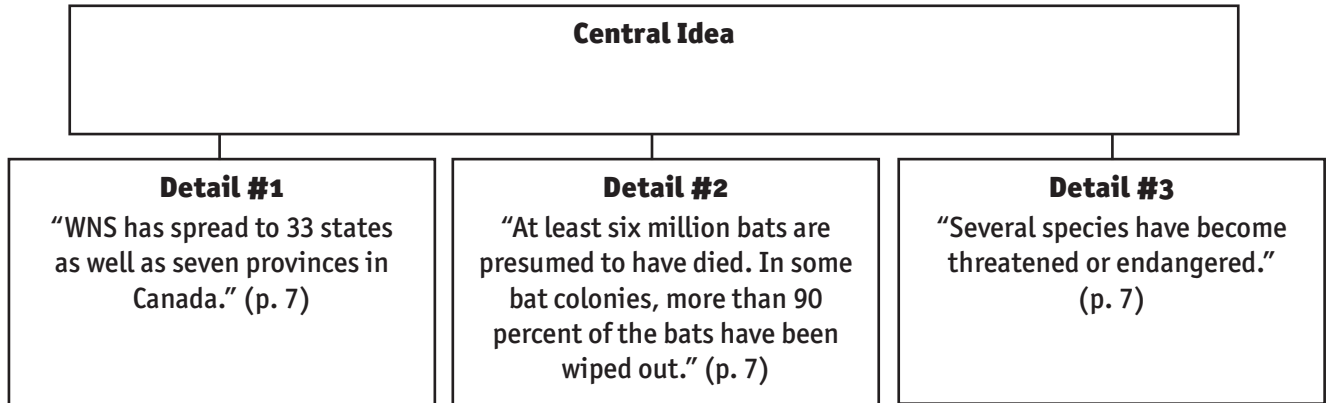 Central Idea
Detail #1
“WNS has spread to 33 states
as well as seven provinces in
Canada.” (p. 7)
Detail #2
“At least six million bats are
presumed to have died. In some
bat colonies, more than 90
percent of the bats have been
wiped out.” (p. 7)
Detail #3
“Several species have become
threatened or endangered.”
(p. 7)